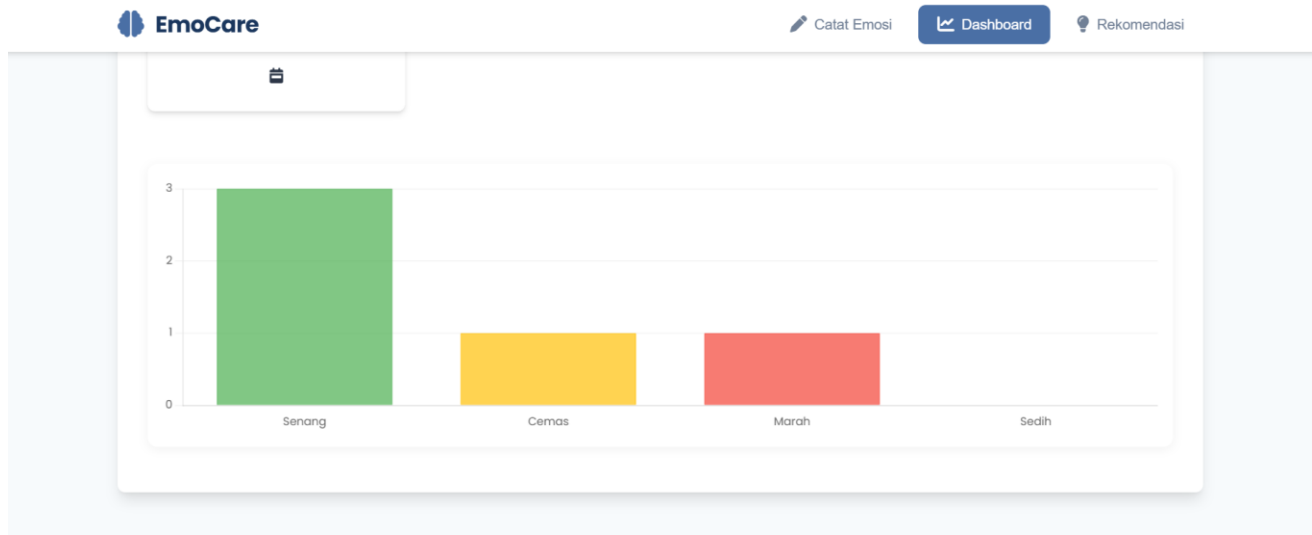 EmoCare
Catat Emosi
Dashboard
Rekomendasi
3
2
1
0
Senang
Cemas
Marah
Sedih